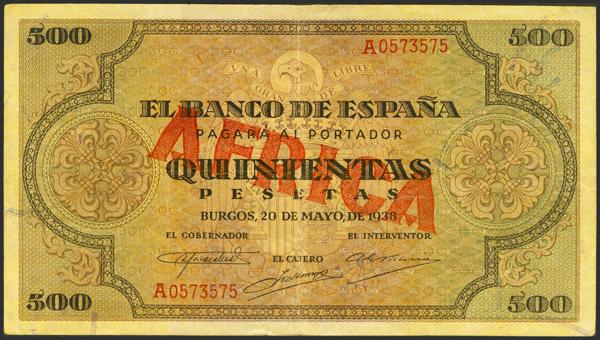 500
500
A0573575
UNA
GRANDE
LIBRE
EL BANCO DE ESPAÑA
PAGARÁ AL PORTADOR
QUINIENTAS
PESETAS
AFRICA
BURGOS, 20 DE MAYO, DE 1938
EL GOBERNADOR
EL INTERVENTOR
EL CAJERO
A0573575
500
500